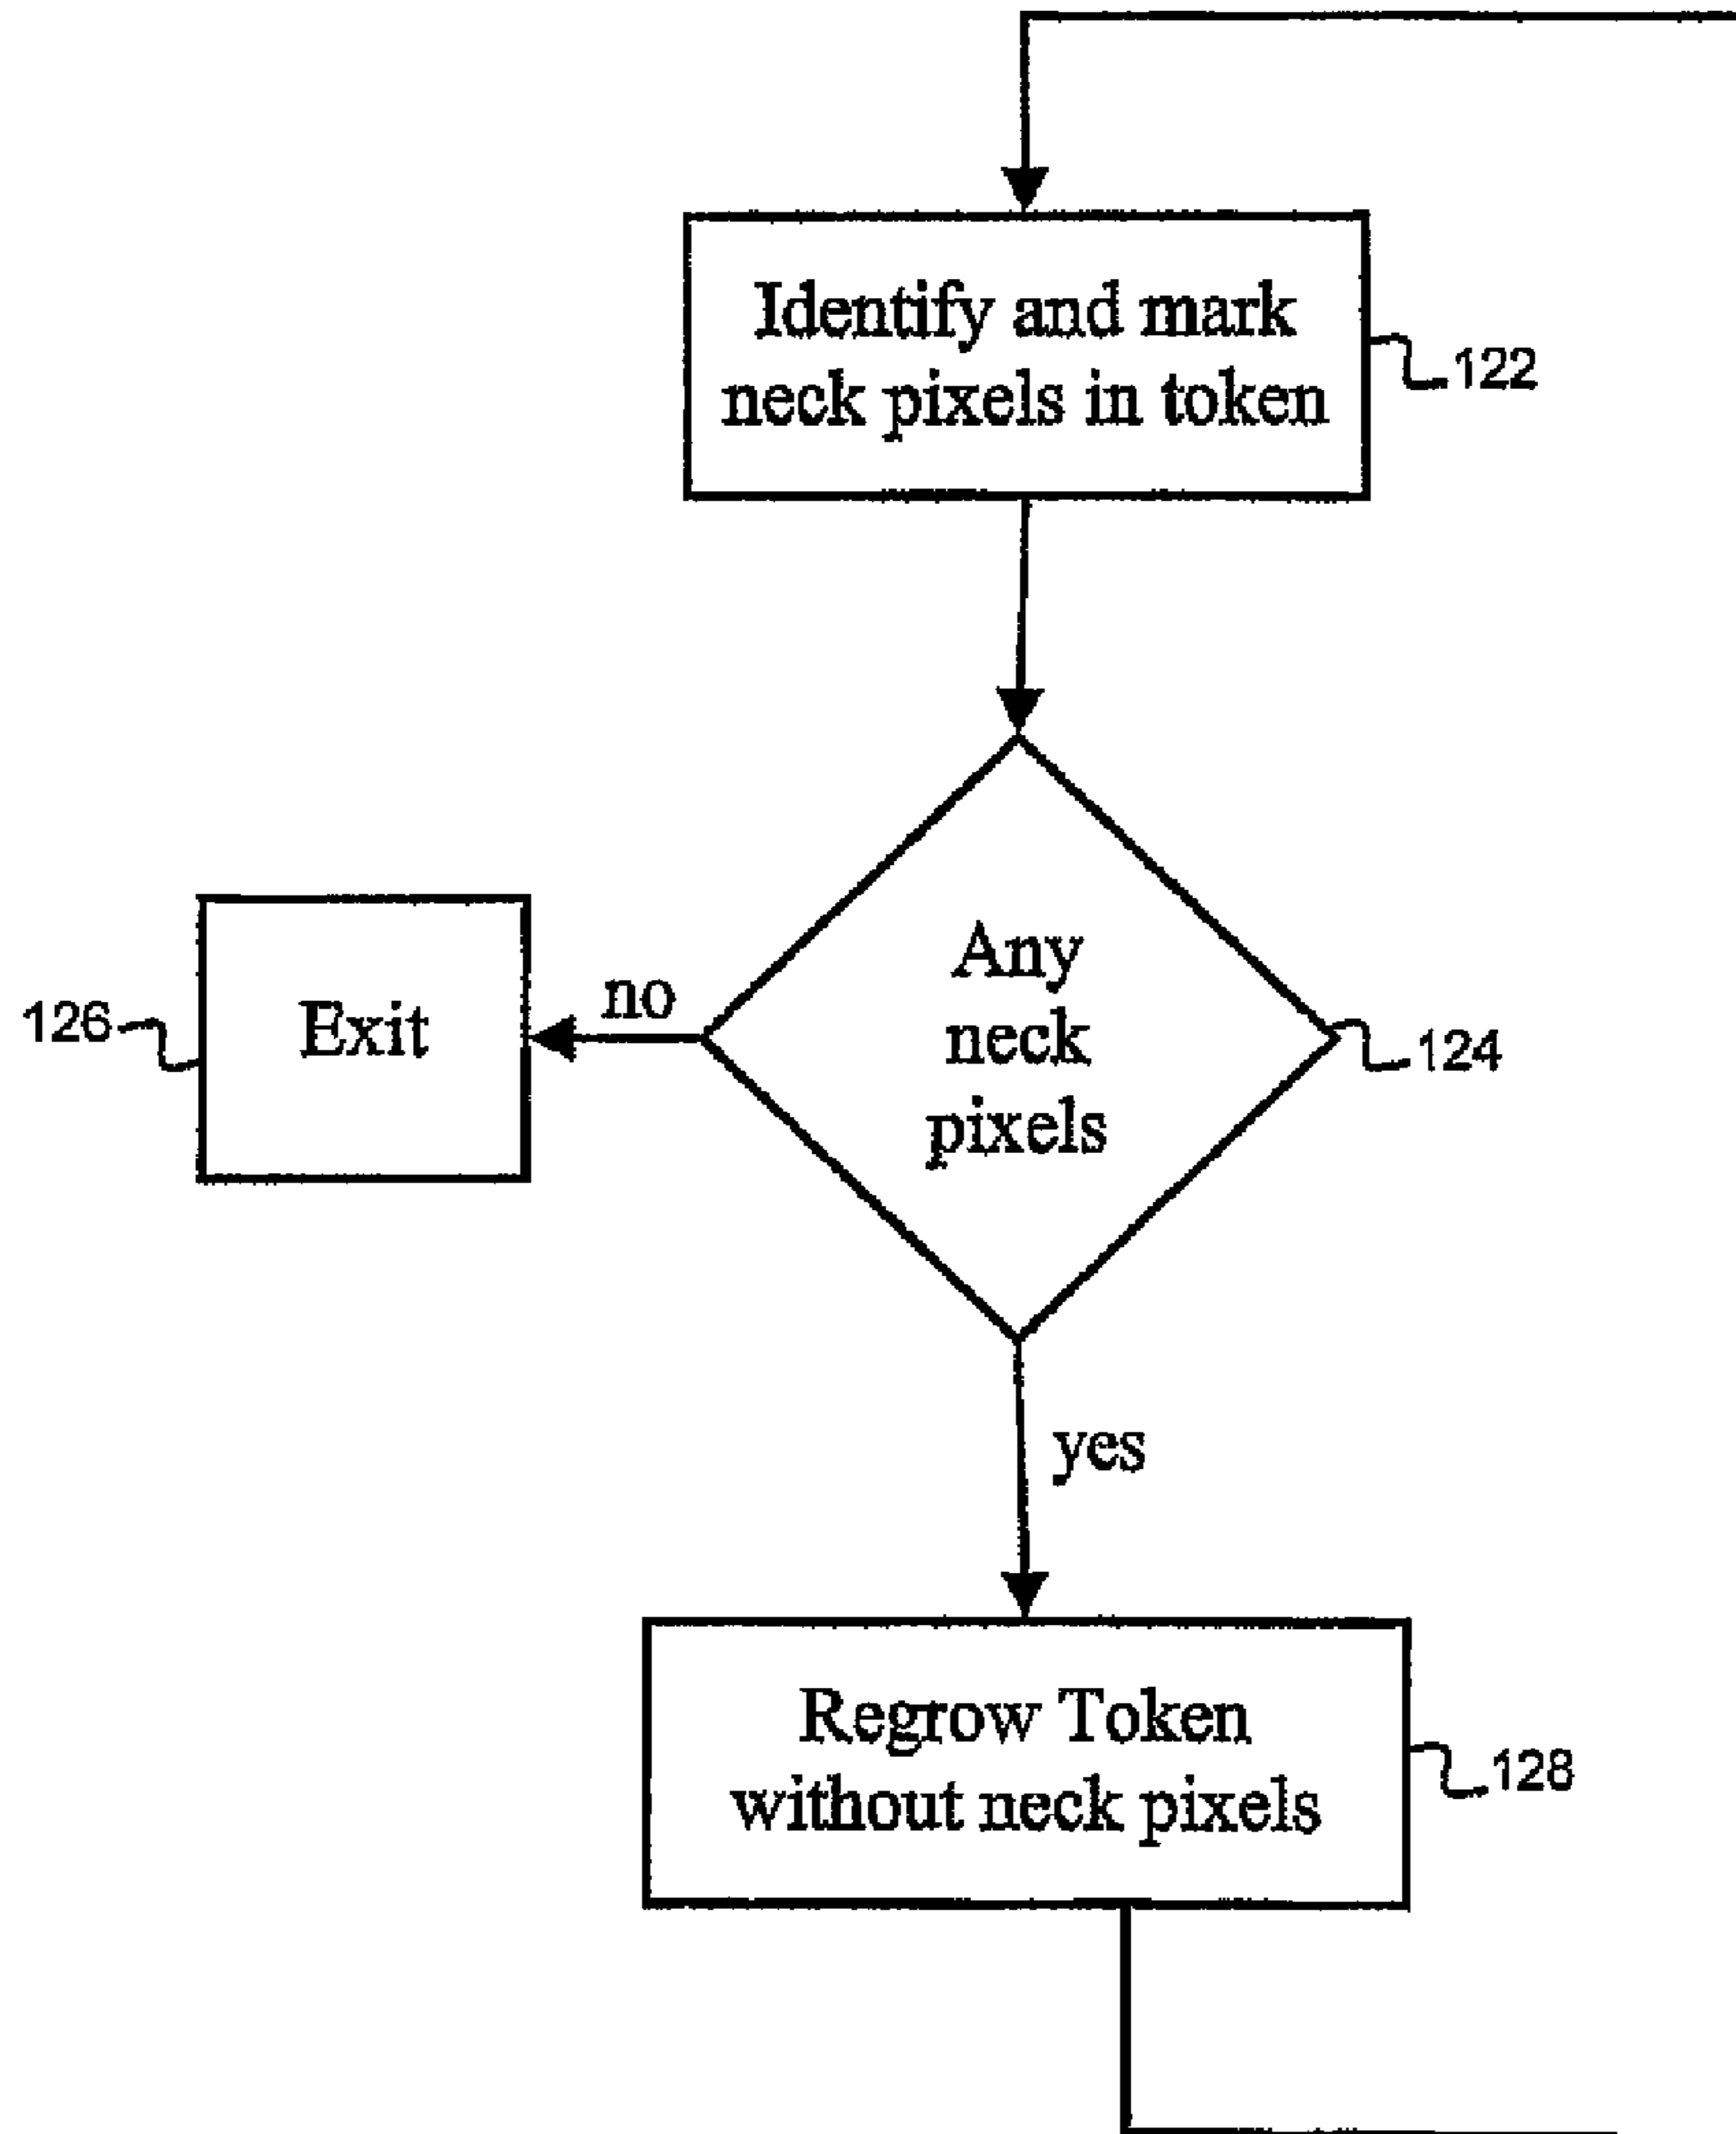 Identify and mark
neck pixels in token
122
Any
neck
pixels
124
no
Exit
126
yes
Regrow Token
without neck pixels
128